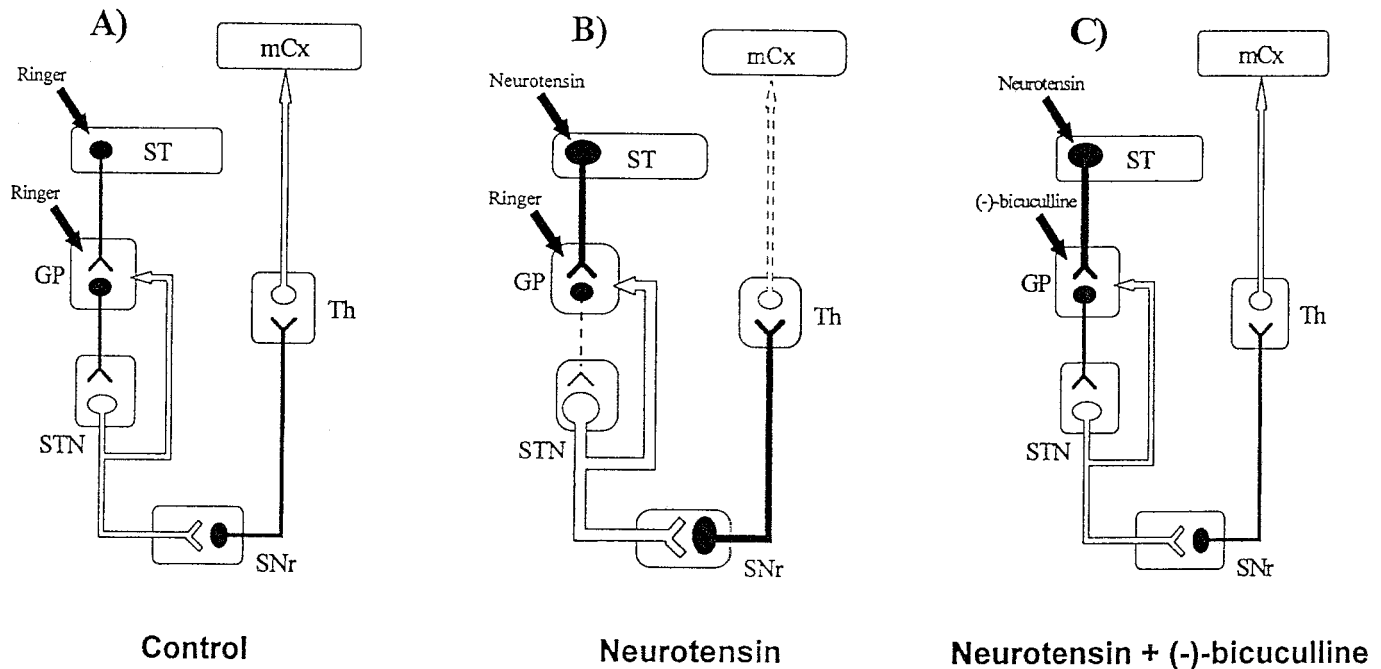 A)
mCx
Ringer
ST
Ringer
GP
Th
STN
SNr
Control
B)
mCx
Neurotensin
ST
Ringer
GP
Th
STN
SNr
Neurotensin
C)
mCx
Neurotensin
ST
(-)-bicuculline
GP
Th
STN
SNr
Neurotensin + (-)-bicuculline